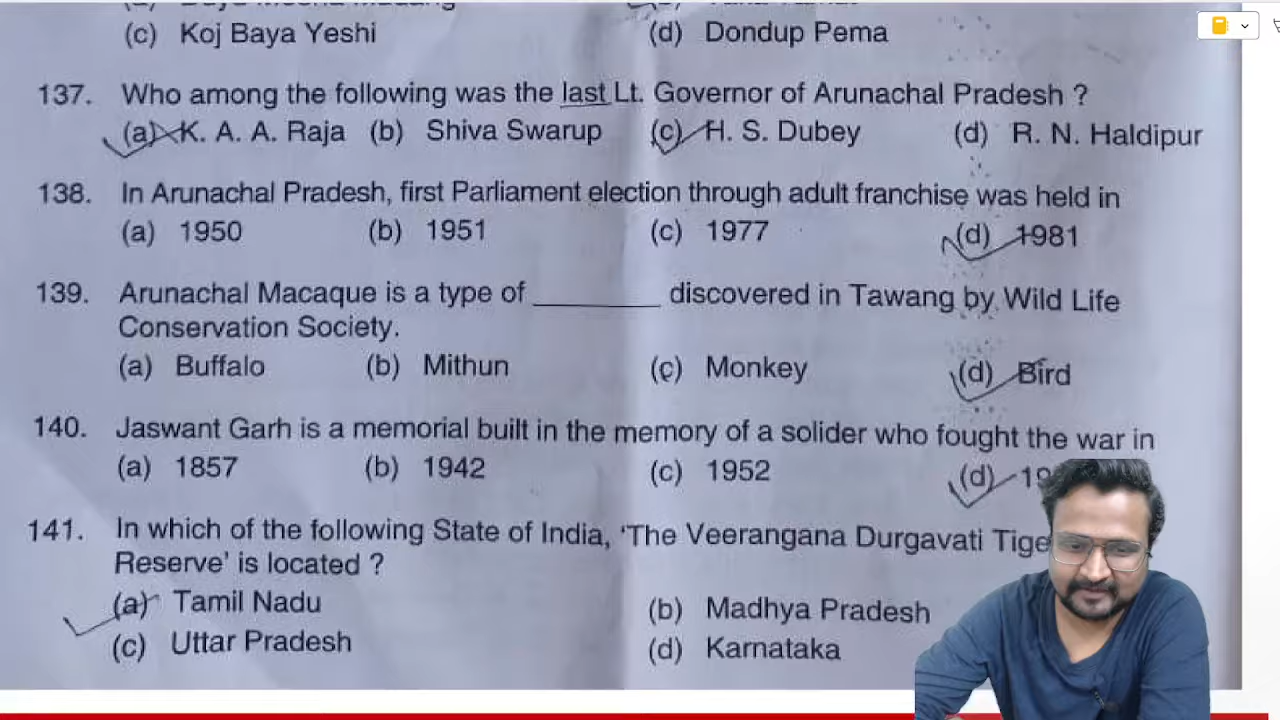 (c) Koj Baya Yeshi (d) Dondup Pema
137. Who among the following was the last Lt. Governor of Arunachal Pradesh ?
(a) K. A. A. Raja (b) Shiva Swarup (c) H. S. Dubey (d) R. N. Haldipur
138. In Arunachal Pradesh, first Parliament election through adult franchise was held in
(a) 1950 (b) 1951 (c) 1977 (d) 1981
139. Arunachal Macaque is a type of ________ discovered in Tawang by Wild Life
Conservation Society.
(a) Buffalo (b) Mithun (c) Monkey (d) Bird
140. Jaswant Garh is a memorial built in the memory of a solider who fought the war in
(a) 1857 (b) 1942 (c) 1952 (d)
141. In which of the following State of India, 'The Veerangana Durgavati
Reserve' is located ?
(a) Tamil Nadu (b) Madhya Pradesh
(c) Uttar Pradesh (d) Karnataka